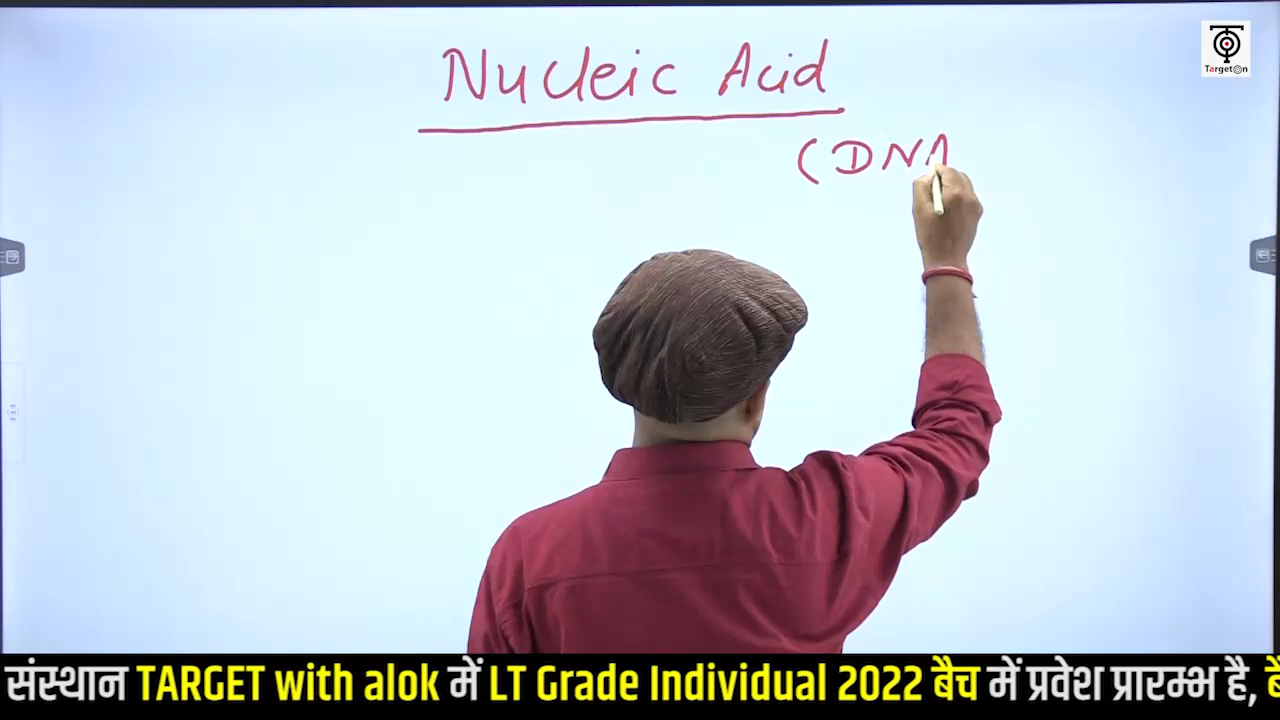 Nucleic Acid
(DNA
Target@n
संस्थान TARGET with alok में LT Grade Individual 2022 बैच में प्रवेश प्रारम्भ है,